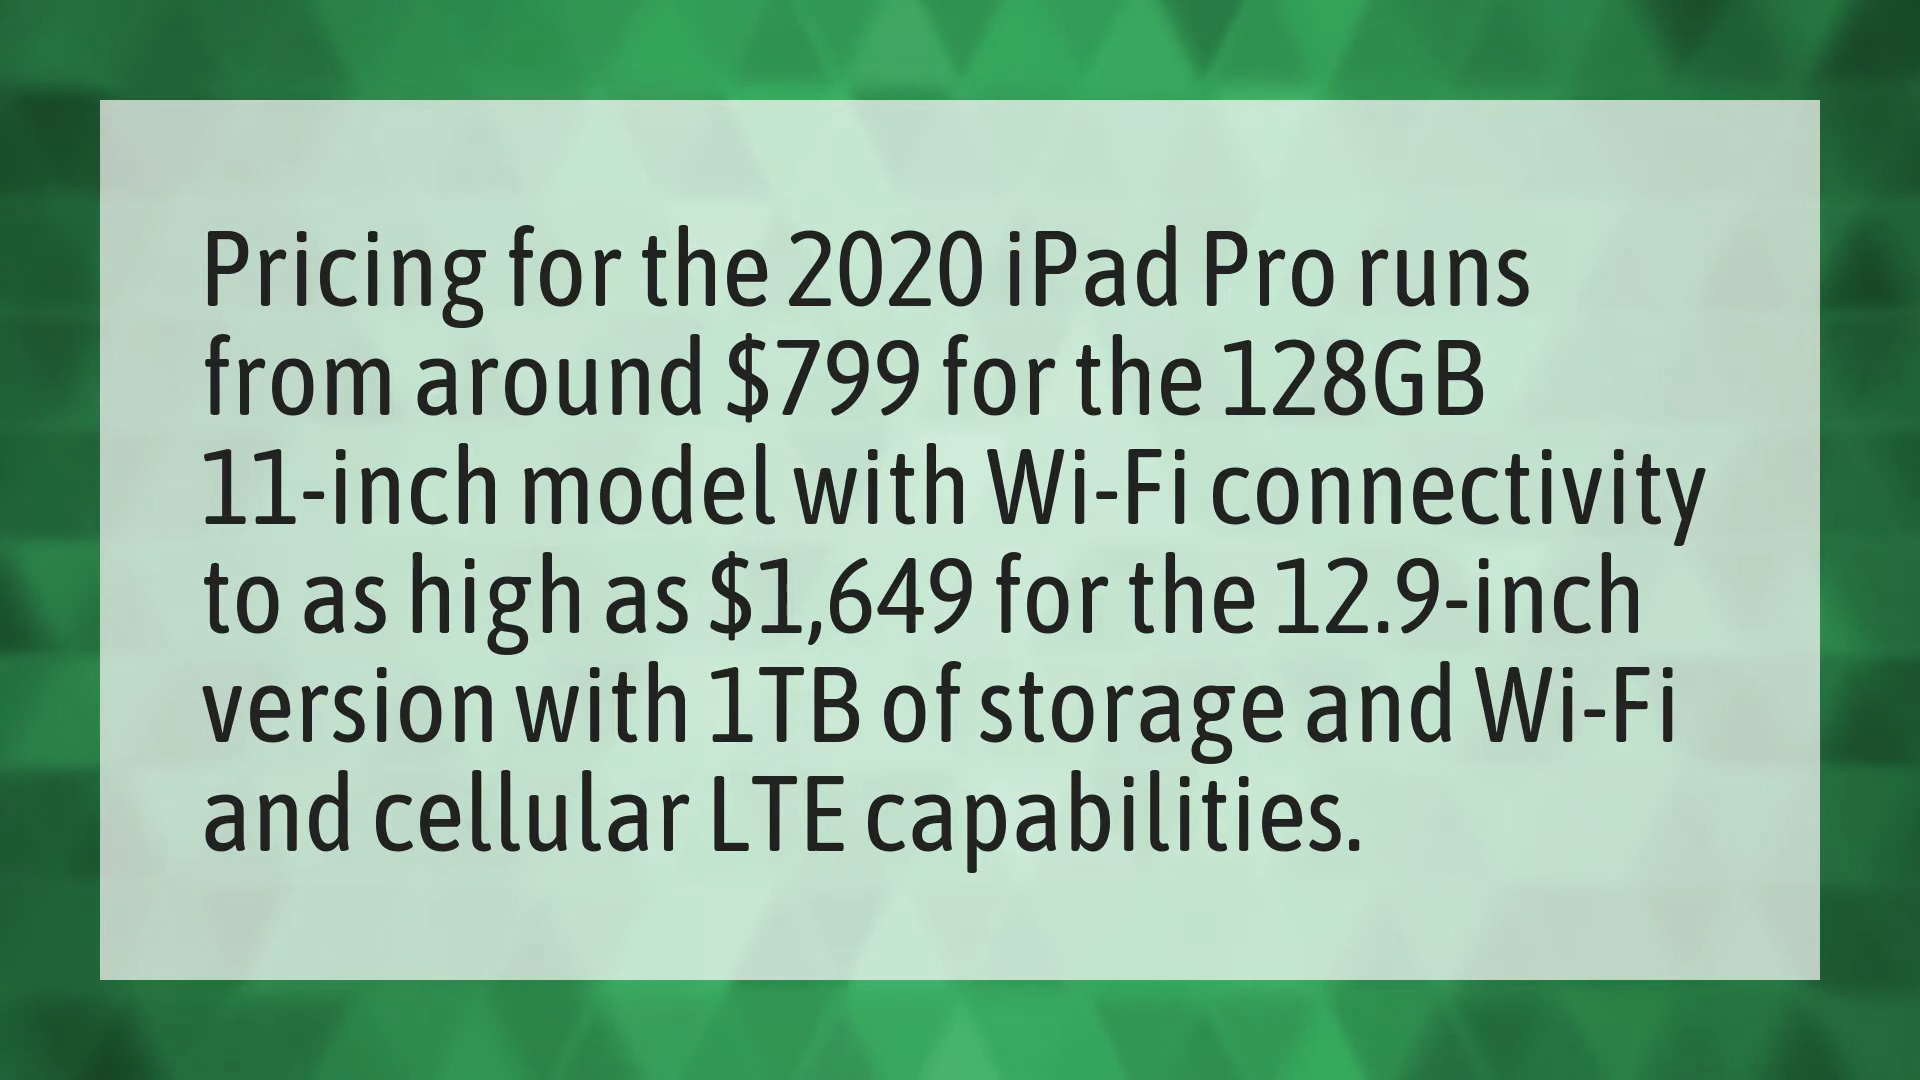 Pricing for the 2020 iPad Pro runs
from around $799 for the 128GB
11-inch model with Wi-Fi connectivity
to as high as $1,649 for the 12.9-inch
version with 1TB of storage and Wi-Fi
and cellular LTE capabilities.